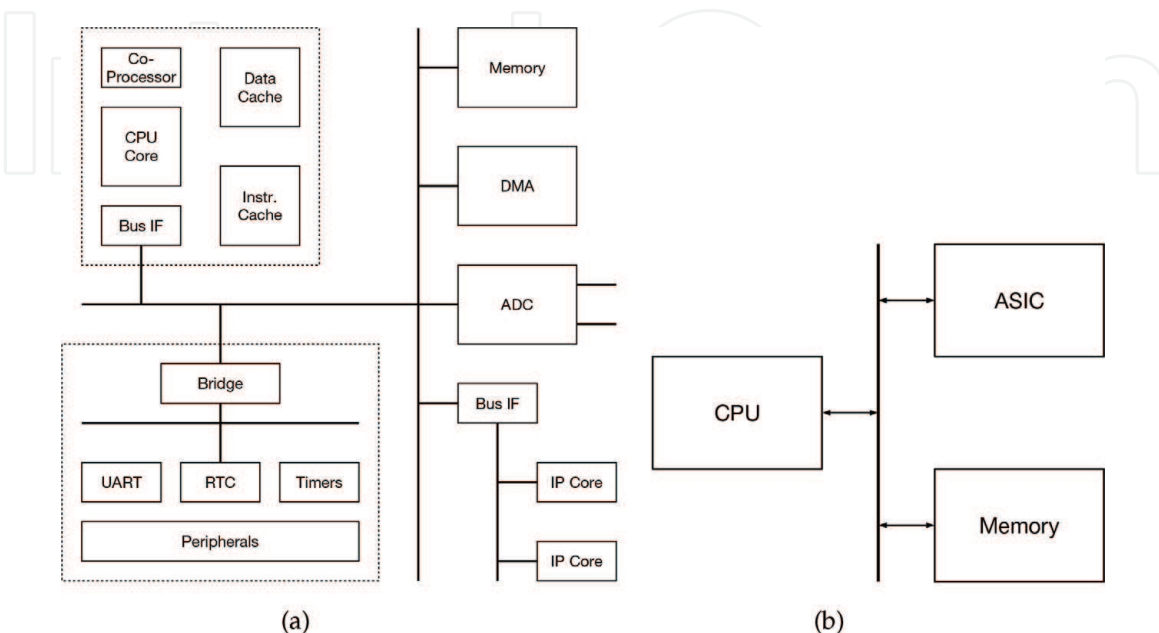 Co-
Processor
Data
Cache
CPU
Core
Instr.
Cache
Bus IF
Bridge
UART
RTC
Timers
Peripherals
Memory
DMA
ADC
Bus IF
IP Core
IP Core
(a)
CPU
ASIC
Memory
(b)